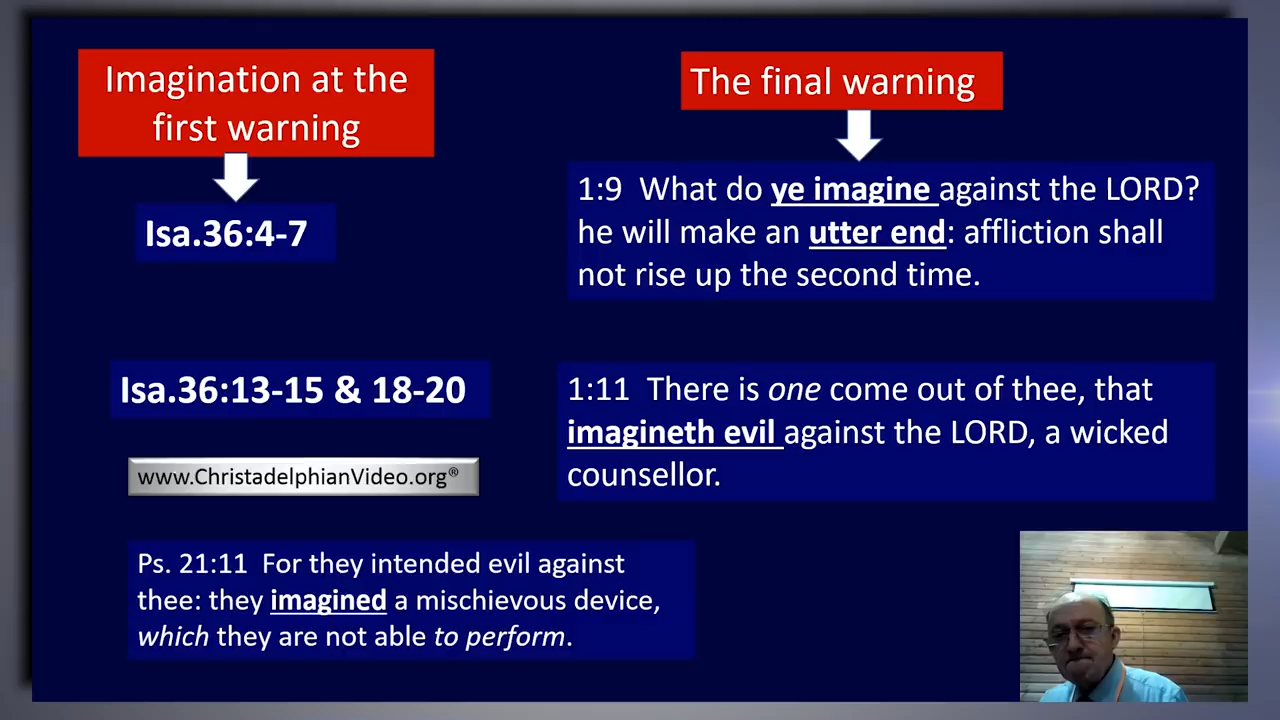 Imagination at the
first warning
Isa.36:4-7
Isa.36:13-15 & 18-20
www.ChristadelphianVideo.org®
Ps. 21:11 For they intended evil against
thee: they imagined a mischievous device,
which they are not able to perform.
The final warning
1:9 What do ye imagine against the LORD?
he will make an utter end: affliction shall
not rise up the second time.
1:11 There is one come out of thee, that
imagineth evil against the LORD, a wicked
counsellor.